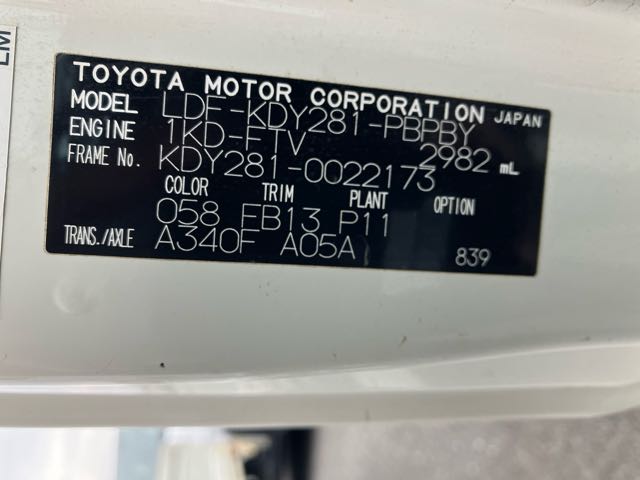 LM
TOYOTA MOTOR CORPORATION JAPAN
MODEL LDF-KDY281-PBPBY
ENGINE 1KD-FTV 2982 mL
FRAME No. KDY281-0022173
COLOR TRIM PLANT OPTION
058 FB13 P11
TRANS./AXLE A340F A05A 839